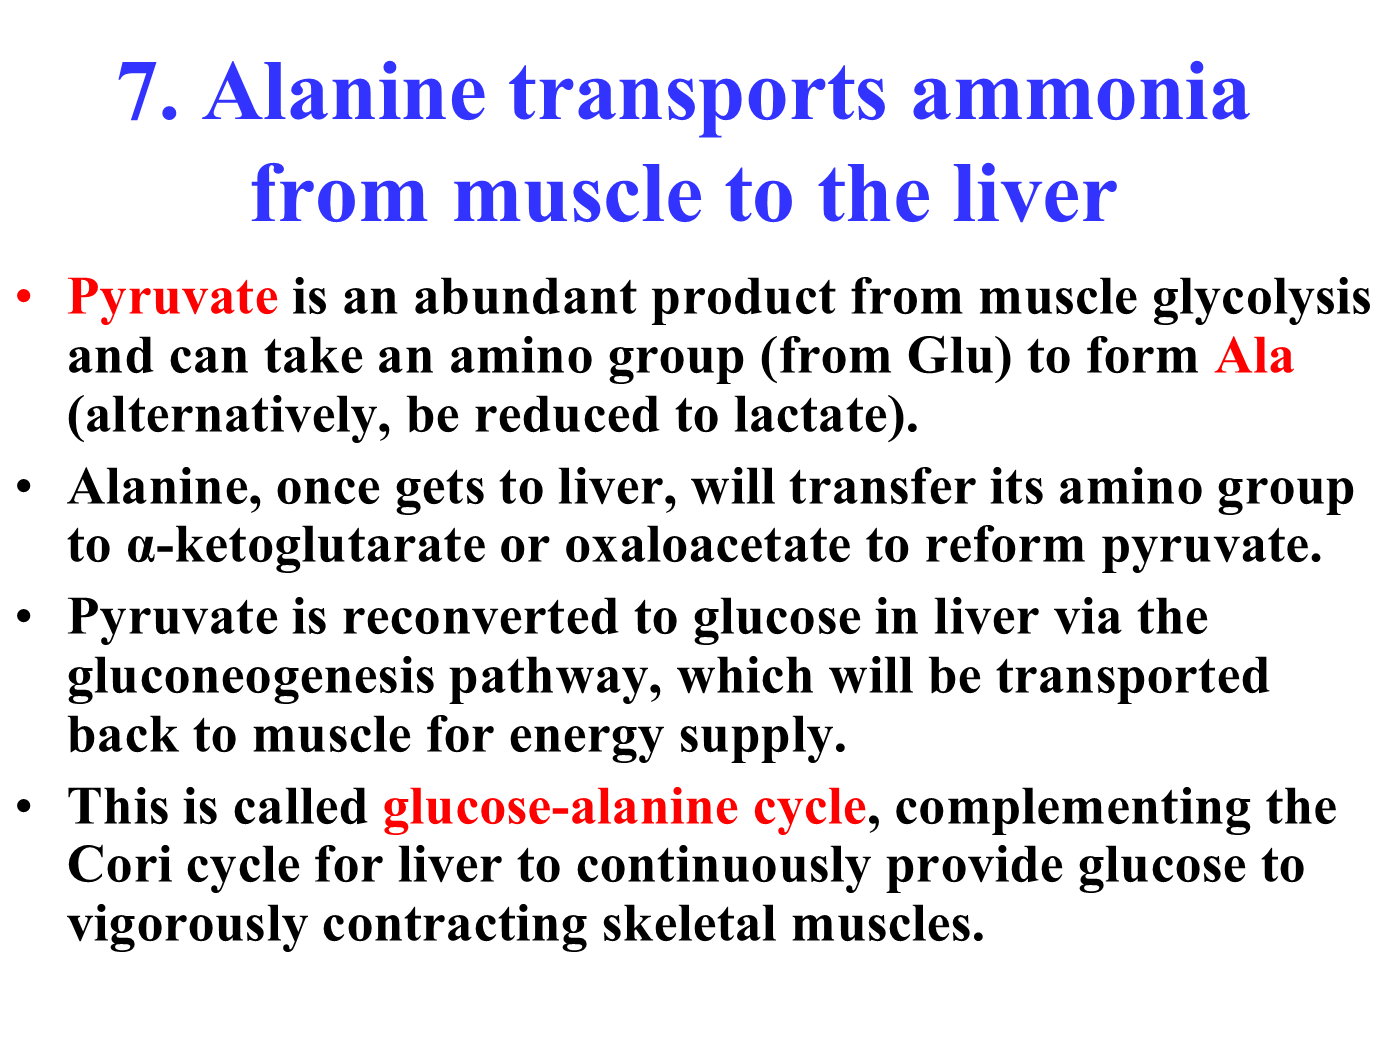 7. Alanine transports ammonia
from muscle to the liver
• Pyruvate is an abundant product from muscle glycolysis
and can take an amino group (from Glu) to form Ala
(alternatively, be reduced to lactate).
• Alanine, once gets to liver, will transfer its amino group
to α-ketoglutarate or oxaloacetate to reform pyruvate.
• Pyruvate is reconverted to glucose in liver via the
gluconeogenesis pathway, which will be transported
back to muscle for energy supply.
• This is called glucose-alanine cycle, complementing the
Cori cycle for liver to continuously provide glucose to
vigorously contracting skeletal muscles.